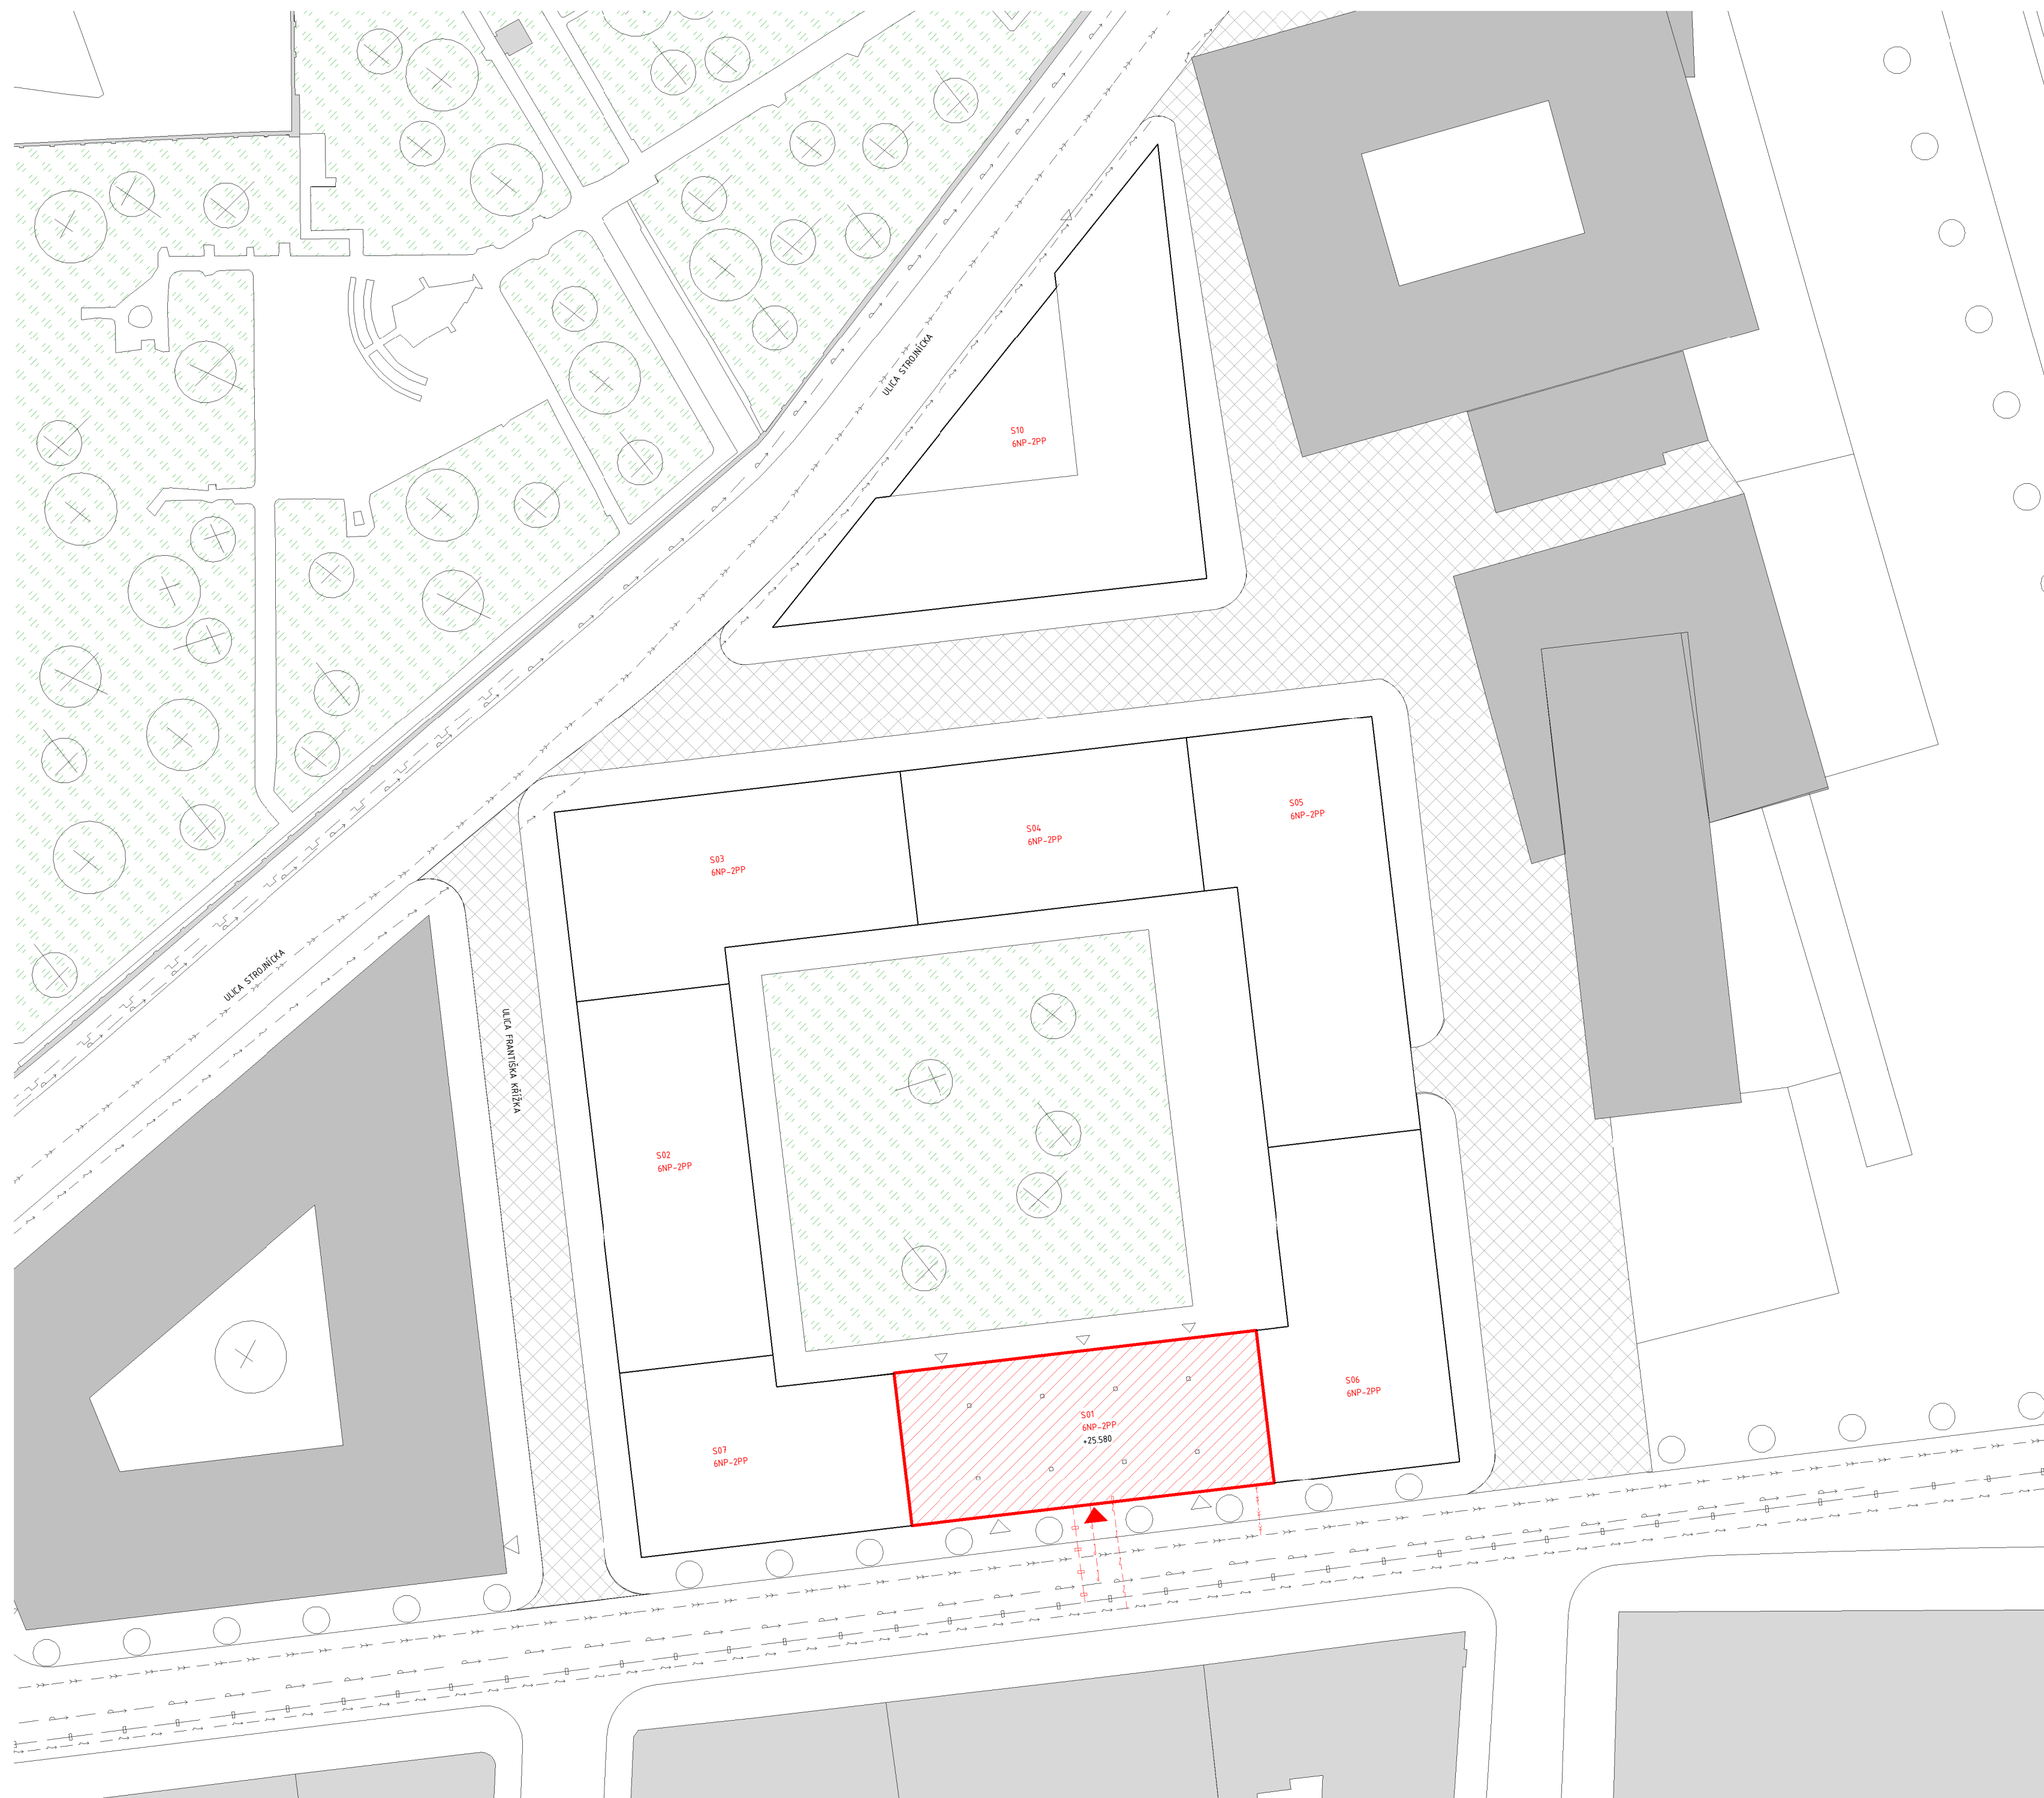 ULICA STROJNÍCKA
S10
6NP-2PP
S05
6NP-2PP
S04
6NP-2PP
S03
6NP-2PP
ULICA STROJNÍCKA
ULICA FRANTIŠKA KŘÍŽKA
S02
6NP-2PP
S06
6NP-2PP
S01
6NP-2PP
+25.580
S07
6NP-2PP